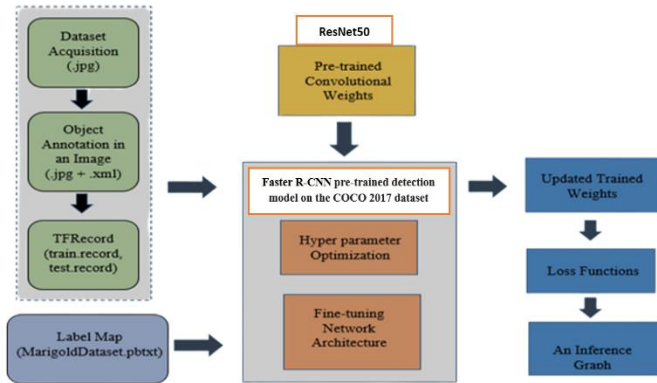 Dataset
Acquisition
(.jpg)
Object
Annotation in
an Image
(.jpg + .xml)
TFRecord
(train.record,
test.record)
Label Map
(MarigoldDataset.pbtxt)
ResNet50
Pre-trained
Convolutional
Weights
Faster R-CNN pre-trained detection
model on the COCO 2017 dataset
Hyper parameter
Optimization
Fine-tuning
Network
Architecture
Updated Trained
Weights
Loss Functions
An Inference
Graph